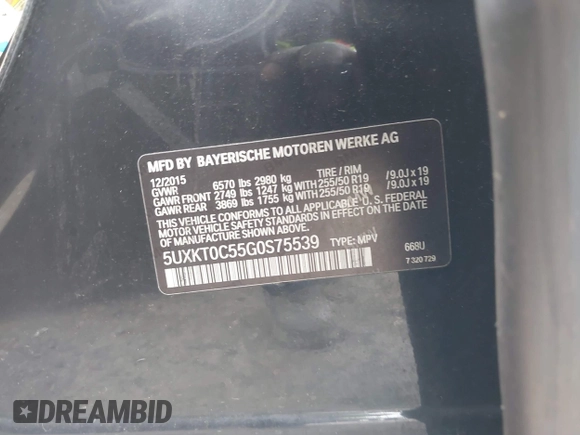 MFD BY BAYERISCHE MOTOREN WERKE AG
12/2015 TIRE / RIM
GVWR 6570 lbs 2980 kg
GAWR FRONT 2749 lbs 1247 kg WITH 255/50 R19 /9.0J x 19
GAWR REAR 3869 lbs 1755 kg WITH 255/50 R19 /9.0J x 19
THIS VEHICLE CONFORMS TO ALL APPLICABLE U. S. FEDERAL
MOTOR VEHICLE SAFETY
STANDARDS IN EFFECT ON THE DATE OF
MANUFACTURE SHOWN ABOVE.
5UXKT0C55G0S75539 TYPE: MPV 668U
7 320 729
DREAMBID